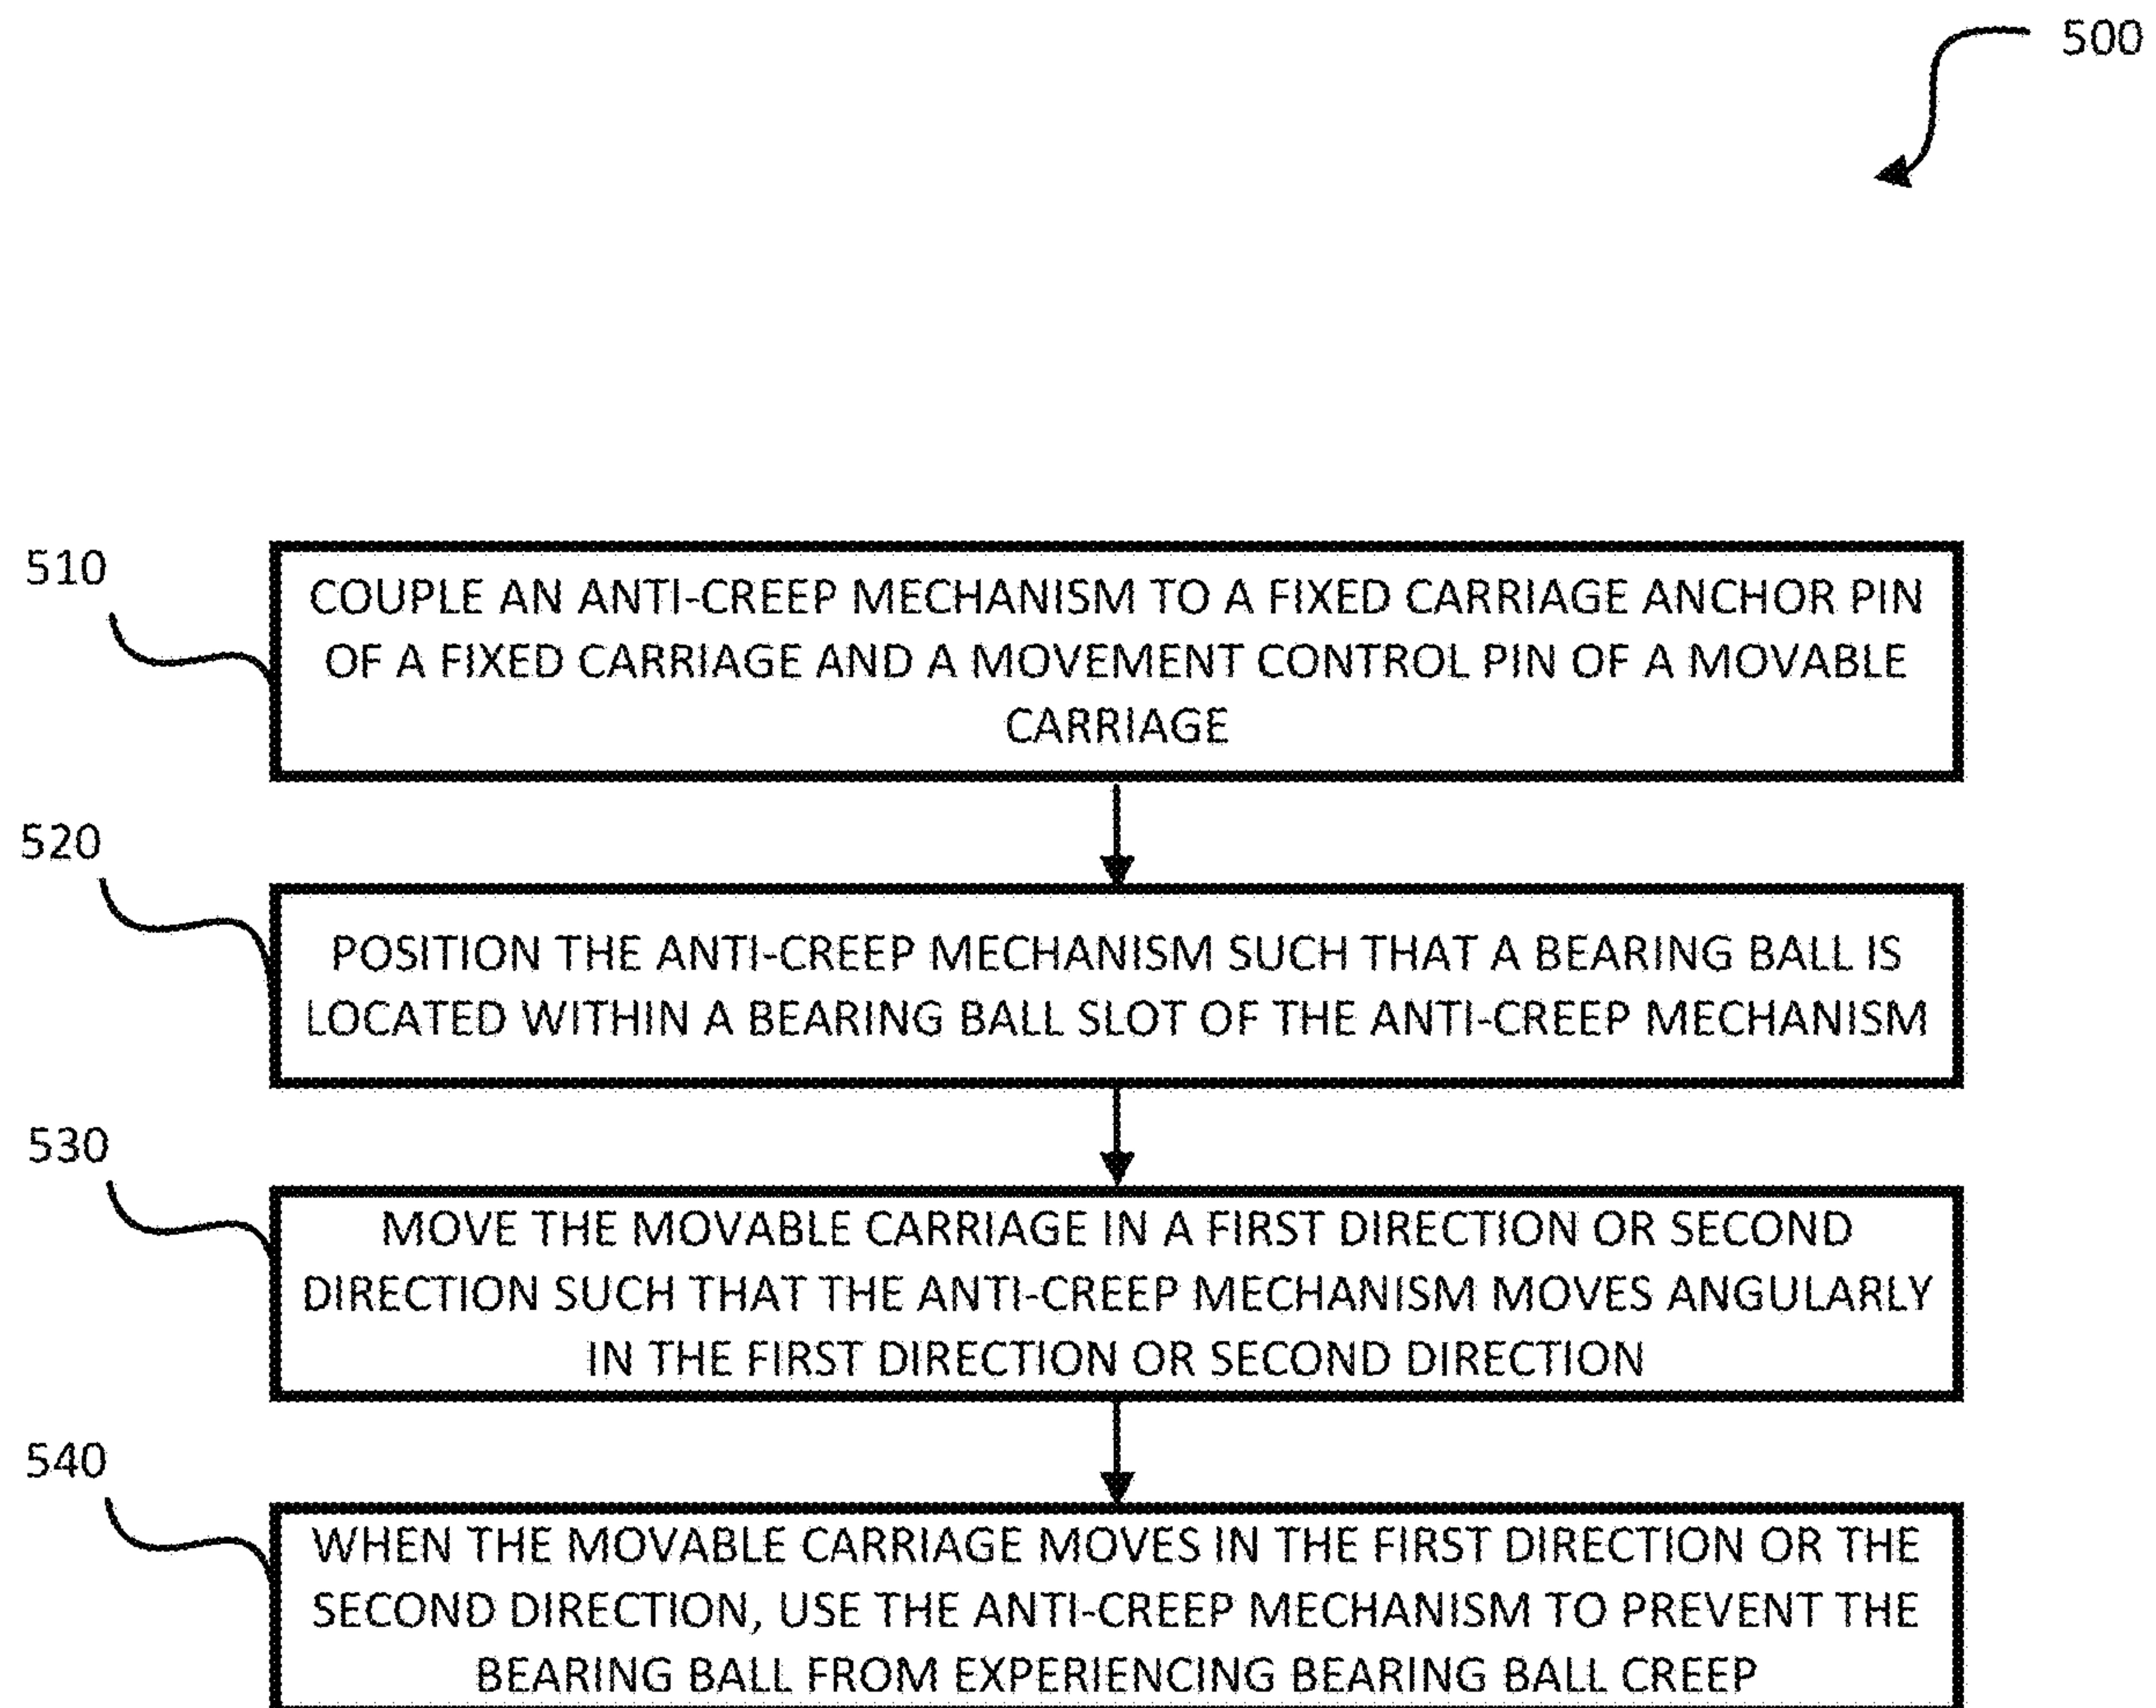 500
510
COUPLE AN ANTI-CREEP MECHANISM TO A FIXED CARRIAGE ANCHOR PIN
OF A FIXED CARRIAGE AND A MOVEMENT CONTROL PIN OF A MOVABLE
CARRIAGE
520
POSITION THE ANTI-CREEP MECHANISM SUCH THAT A BEARING BALL IS
LOCATED WITHIN A BEARING BALL SLOT OF THE ANTI-CREEP MECHANISM
530
MOVE THE MOVABLE CARRIAGE IN A FIRST DIRECTION OR SECOND
DIRECTION SUCH THAT THE ANTI-CREEP MECHANISM MOVES ANGULARLY
IN THE FIRST DIRECTION OR SECOND DIRECTION
540
WHEN THE MOVABLE CARRIAGE MOVES IN THE FIRST DIRECTION OR THE
SECOND DIRECTION, USE THE ANTI-CREEP MECHANISM TO PREVENT THE
BEARING BALL FROM EXPERIENCING BEARING BALL CREEP